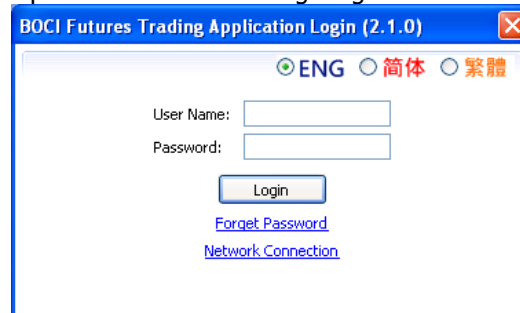 BOCI Futures Trading Application Login (2.1.0)
ENG 简体 繁體
User Name:
Password:
Login
Forget Password
Network Connection